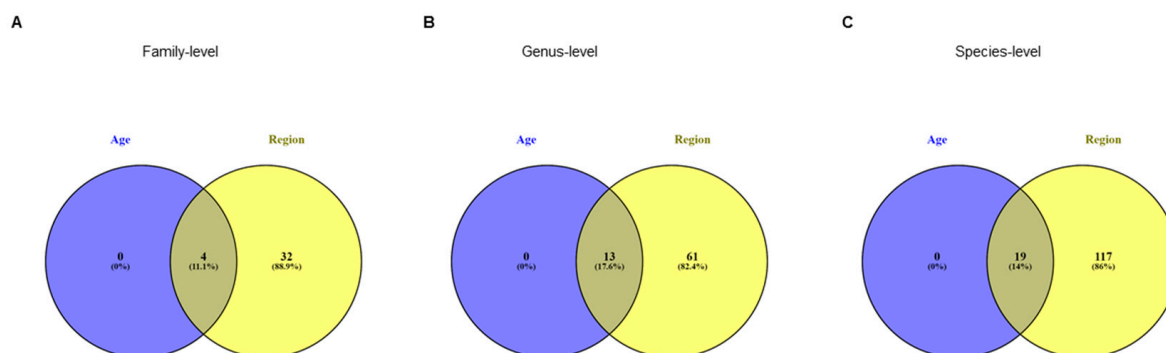 A
B
C
Family-level
Genus-level
Species-level
Age
Region
Age
Region
Age
Region
0
(0%)
4
(11.1%)
32
(88.9%)
0
(0%)
13
(17.6%)
61
(82.4%)
0
(0%)
19
(14%)
117
(86%)